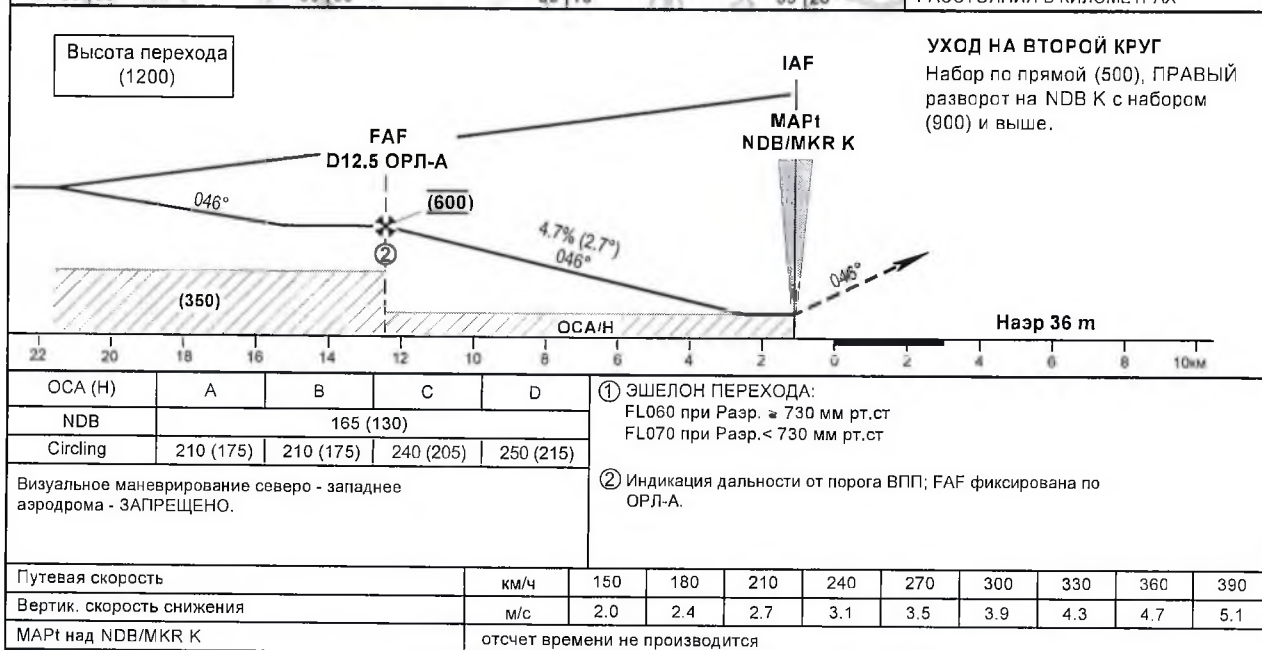 РАССТОЯНИЯ В КИЛОМЕТРАХ
Высота перехода
(1200)
IAF
УХОД НА ВТОРОЙ КРУГ
Набор по прямой (500), ПРАВЫЙ
разворот на NDB K с набором
(900) и выше.
FAF
D12.5 ОРЛ-А
MAPt
NDB/MKR K
046°
(600)
4.7% (2.7°)
046°
②
046°
(350)
OCA/H
Наэр 36 m
22 20 18 16 14 12 10 8 6 4 2 0 2 4 6 8 10км
OCA (H) A B C D
NDB 165 (130)
Circling 210 (175) 210 (175) 240 (205) 250 (215)
Визуальное маневрирование северо - западнее
аэродрома - ЗАПРЕЩЕНО.
① ЭШЕЛОН ПЕРЕХОДА:
FL060 при Раэр. ≥ 730 мм рт.ст
FL070 при Раэр.< 730 мм рт.ст
② Индикация дальности от порога ВПП; FAF фиксирована по
ОРЛ-А.
Путевая скорость км/ч 150 180 210 240 270 300 330 360 390
Вертик. скорость снижения м/с 2.0 2.4 2.7 3.1 3.5 3.9 4.3 4.7 5.1
MAPt над NDB/MKR K отсчет времени не производится